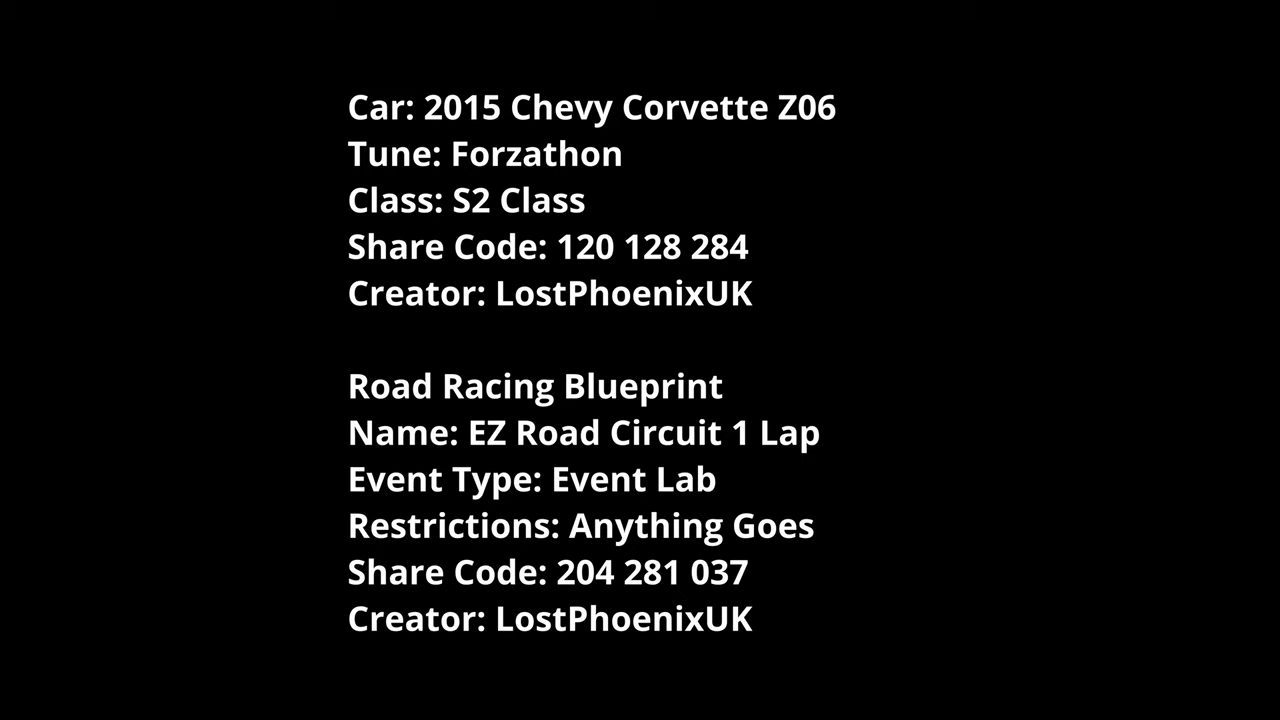 Car: 2015 Chevy Corvette Z06
Tune: Forzathon
Class: S2 Class
Share Code: 120 128 284
Creator: LostPhoenixUK
Road Racing Blueprint
Name: EZ Road Circuit 1 Lap
Event Type: Event Lab
Restrictions: Anything Goes
Share Code: 204 281 037
Creator: LostPhoenixUK